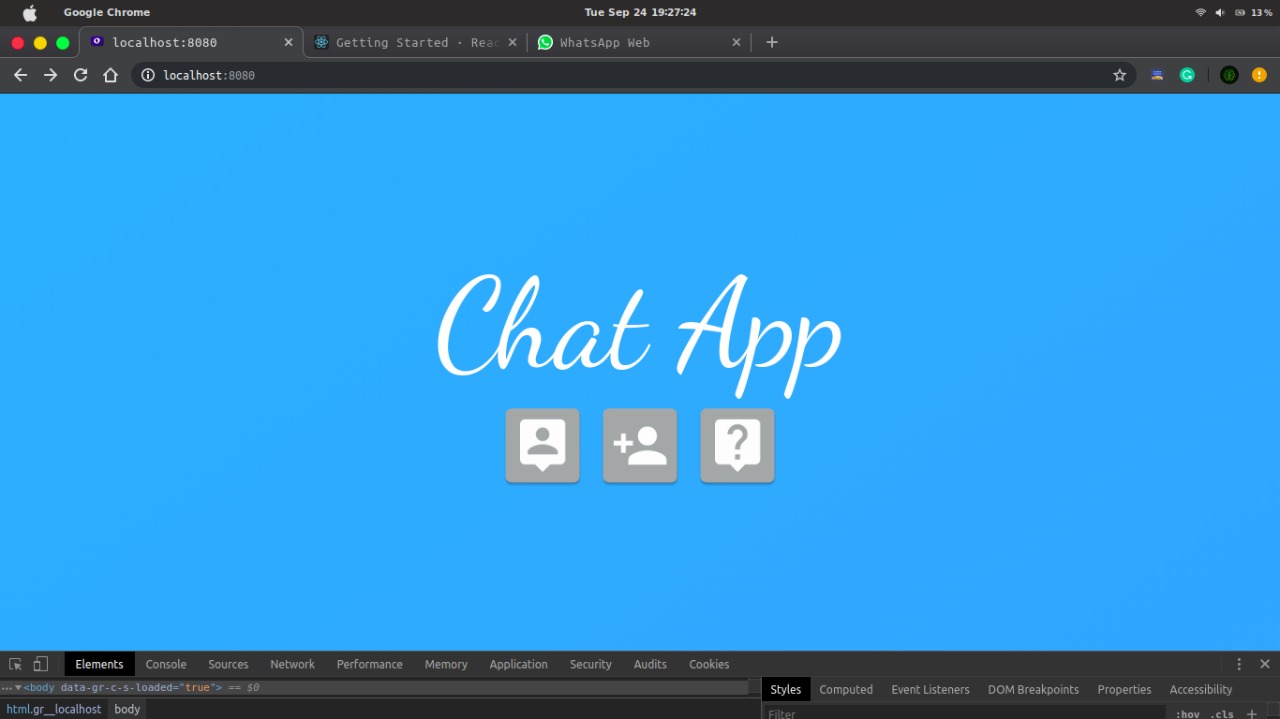 Google Chrome
Tue Sep 24 19:27:24
13%
localhost:8080
Getting Started · Reac
WhatsApp Web
localhost:8080
Chat App
Elements
Console
Sources
Network
Performance
Memory
Application
Security
Audits
Cookies
<body data-gr-c-s-loaded="true"> == $0
html.gr__localhost
body
Styles
Computed
Event Listeners
DOM Breakpoints
Properties
Accessibility
Filter
:hov
.cls